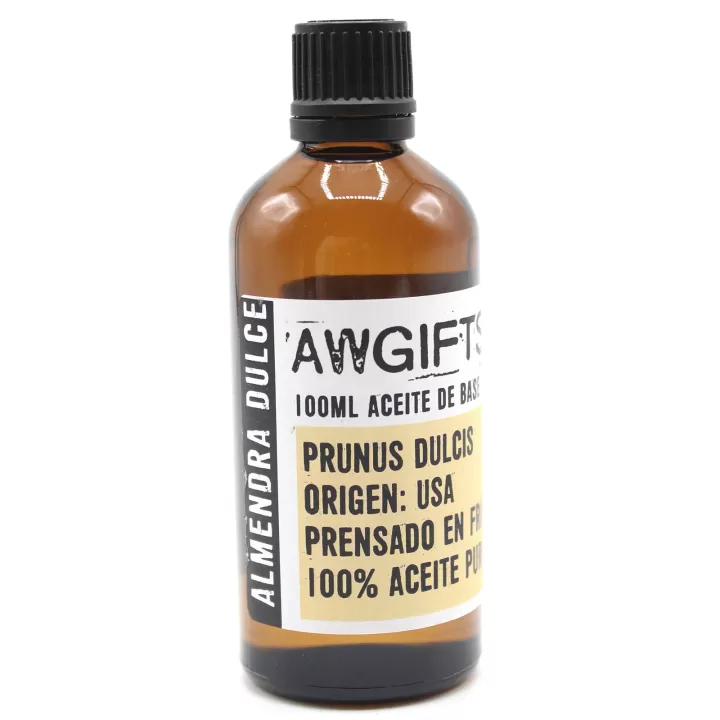 ALMENDRA DULCE
AWGIFTS
100ML ACEITE DE BASE
PRUNUS DULCIS
ORIGEN: USA
PRENSADO EN
100% ACEITE